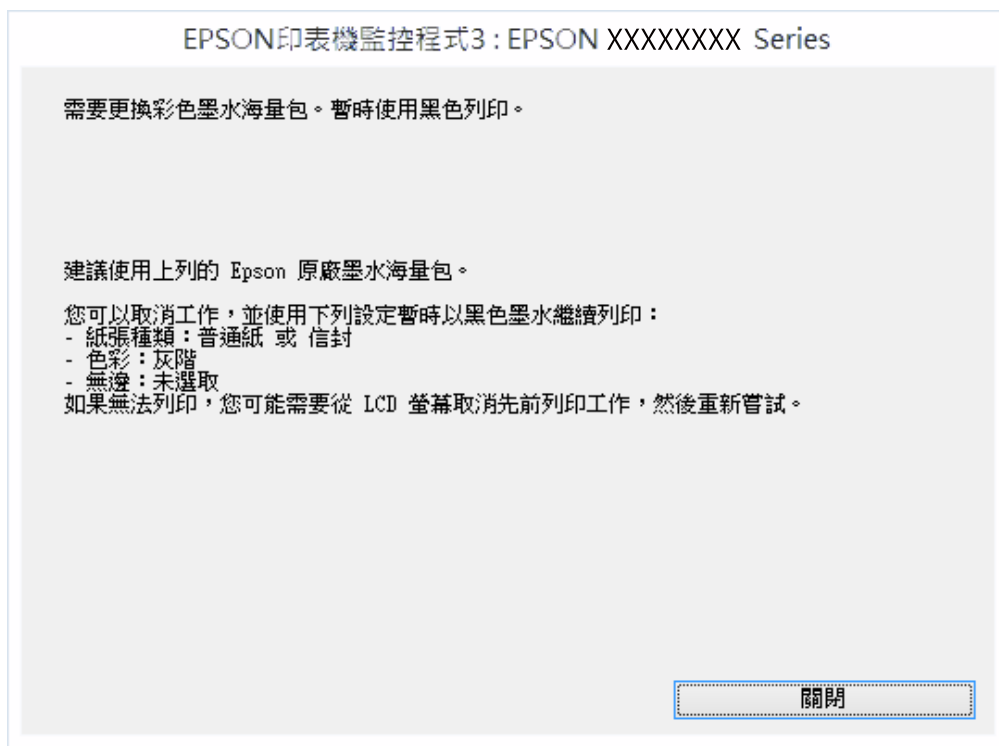 EPSON印表機監控程式3 : EPSON XXXXXXXX Series
需要更換彩色墨水海量包。暫時使用黑色列印。
建議使用上列的 Epson 原廠墨水海量包。
您可以取消工作，並使用下列設定暫時以黑色墨水繼續列印：
- 紙張種類：普通紙 或 信封
- 色彩：灰階
- 無邊：未選取
如果無法列印，您可能需要從 LCD 螢幕取消先前列印工作，然後重新嘗試。
關閉